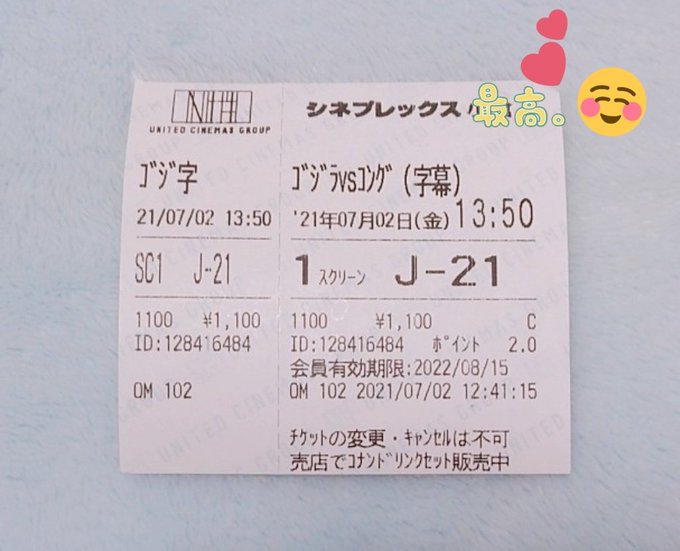 UNITED CINEMAS GROUP
シネプレックス
最高。
ｺﾞｼﾞ字
21/07/02 13:50
SC1 J-21
1100 ¥1,100
ID:128416484
OM 102
ｺﾞｼﾞﾗvsｺﾝｸﾞ(字幕)
'21年07月02日(金)13:50
1スクリーン J-21
1100 ¥1,100 C
ID:128416484 ﾎﾟｲﾝﾄ 2.0
会員有効期限:2022/08/15
OM 102 2021/07/02 12:41:15
ﾁｹｯﾄの変更・ｷｬﾝｾﾙは不可
売店でｺﾅﾝﾄﾞﾘﾝｸｾｯﾄ販売中